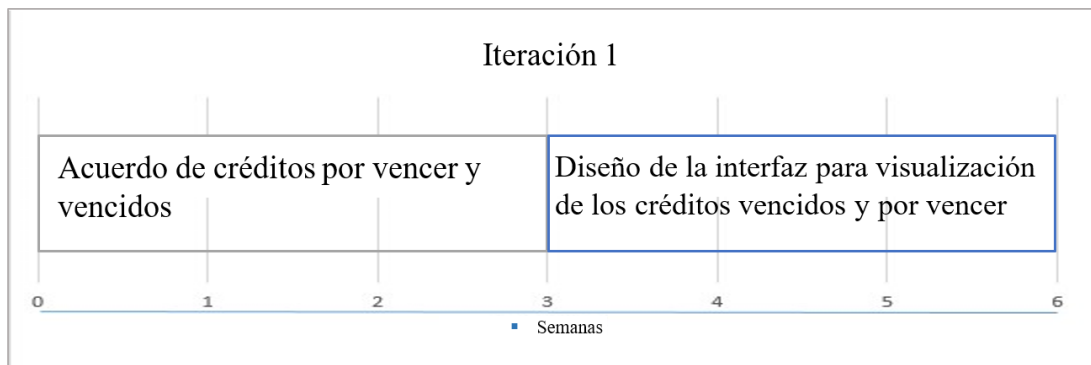 Iteración 1
Acuerdo de créditos por vencer y
vencidos
Diseño de la interfaz para visualización
de los créditos vencidos y por vencer
0 1 2 3 4 5 6
Semanas